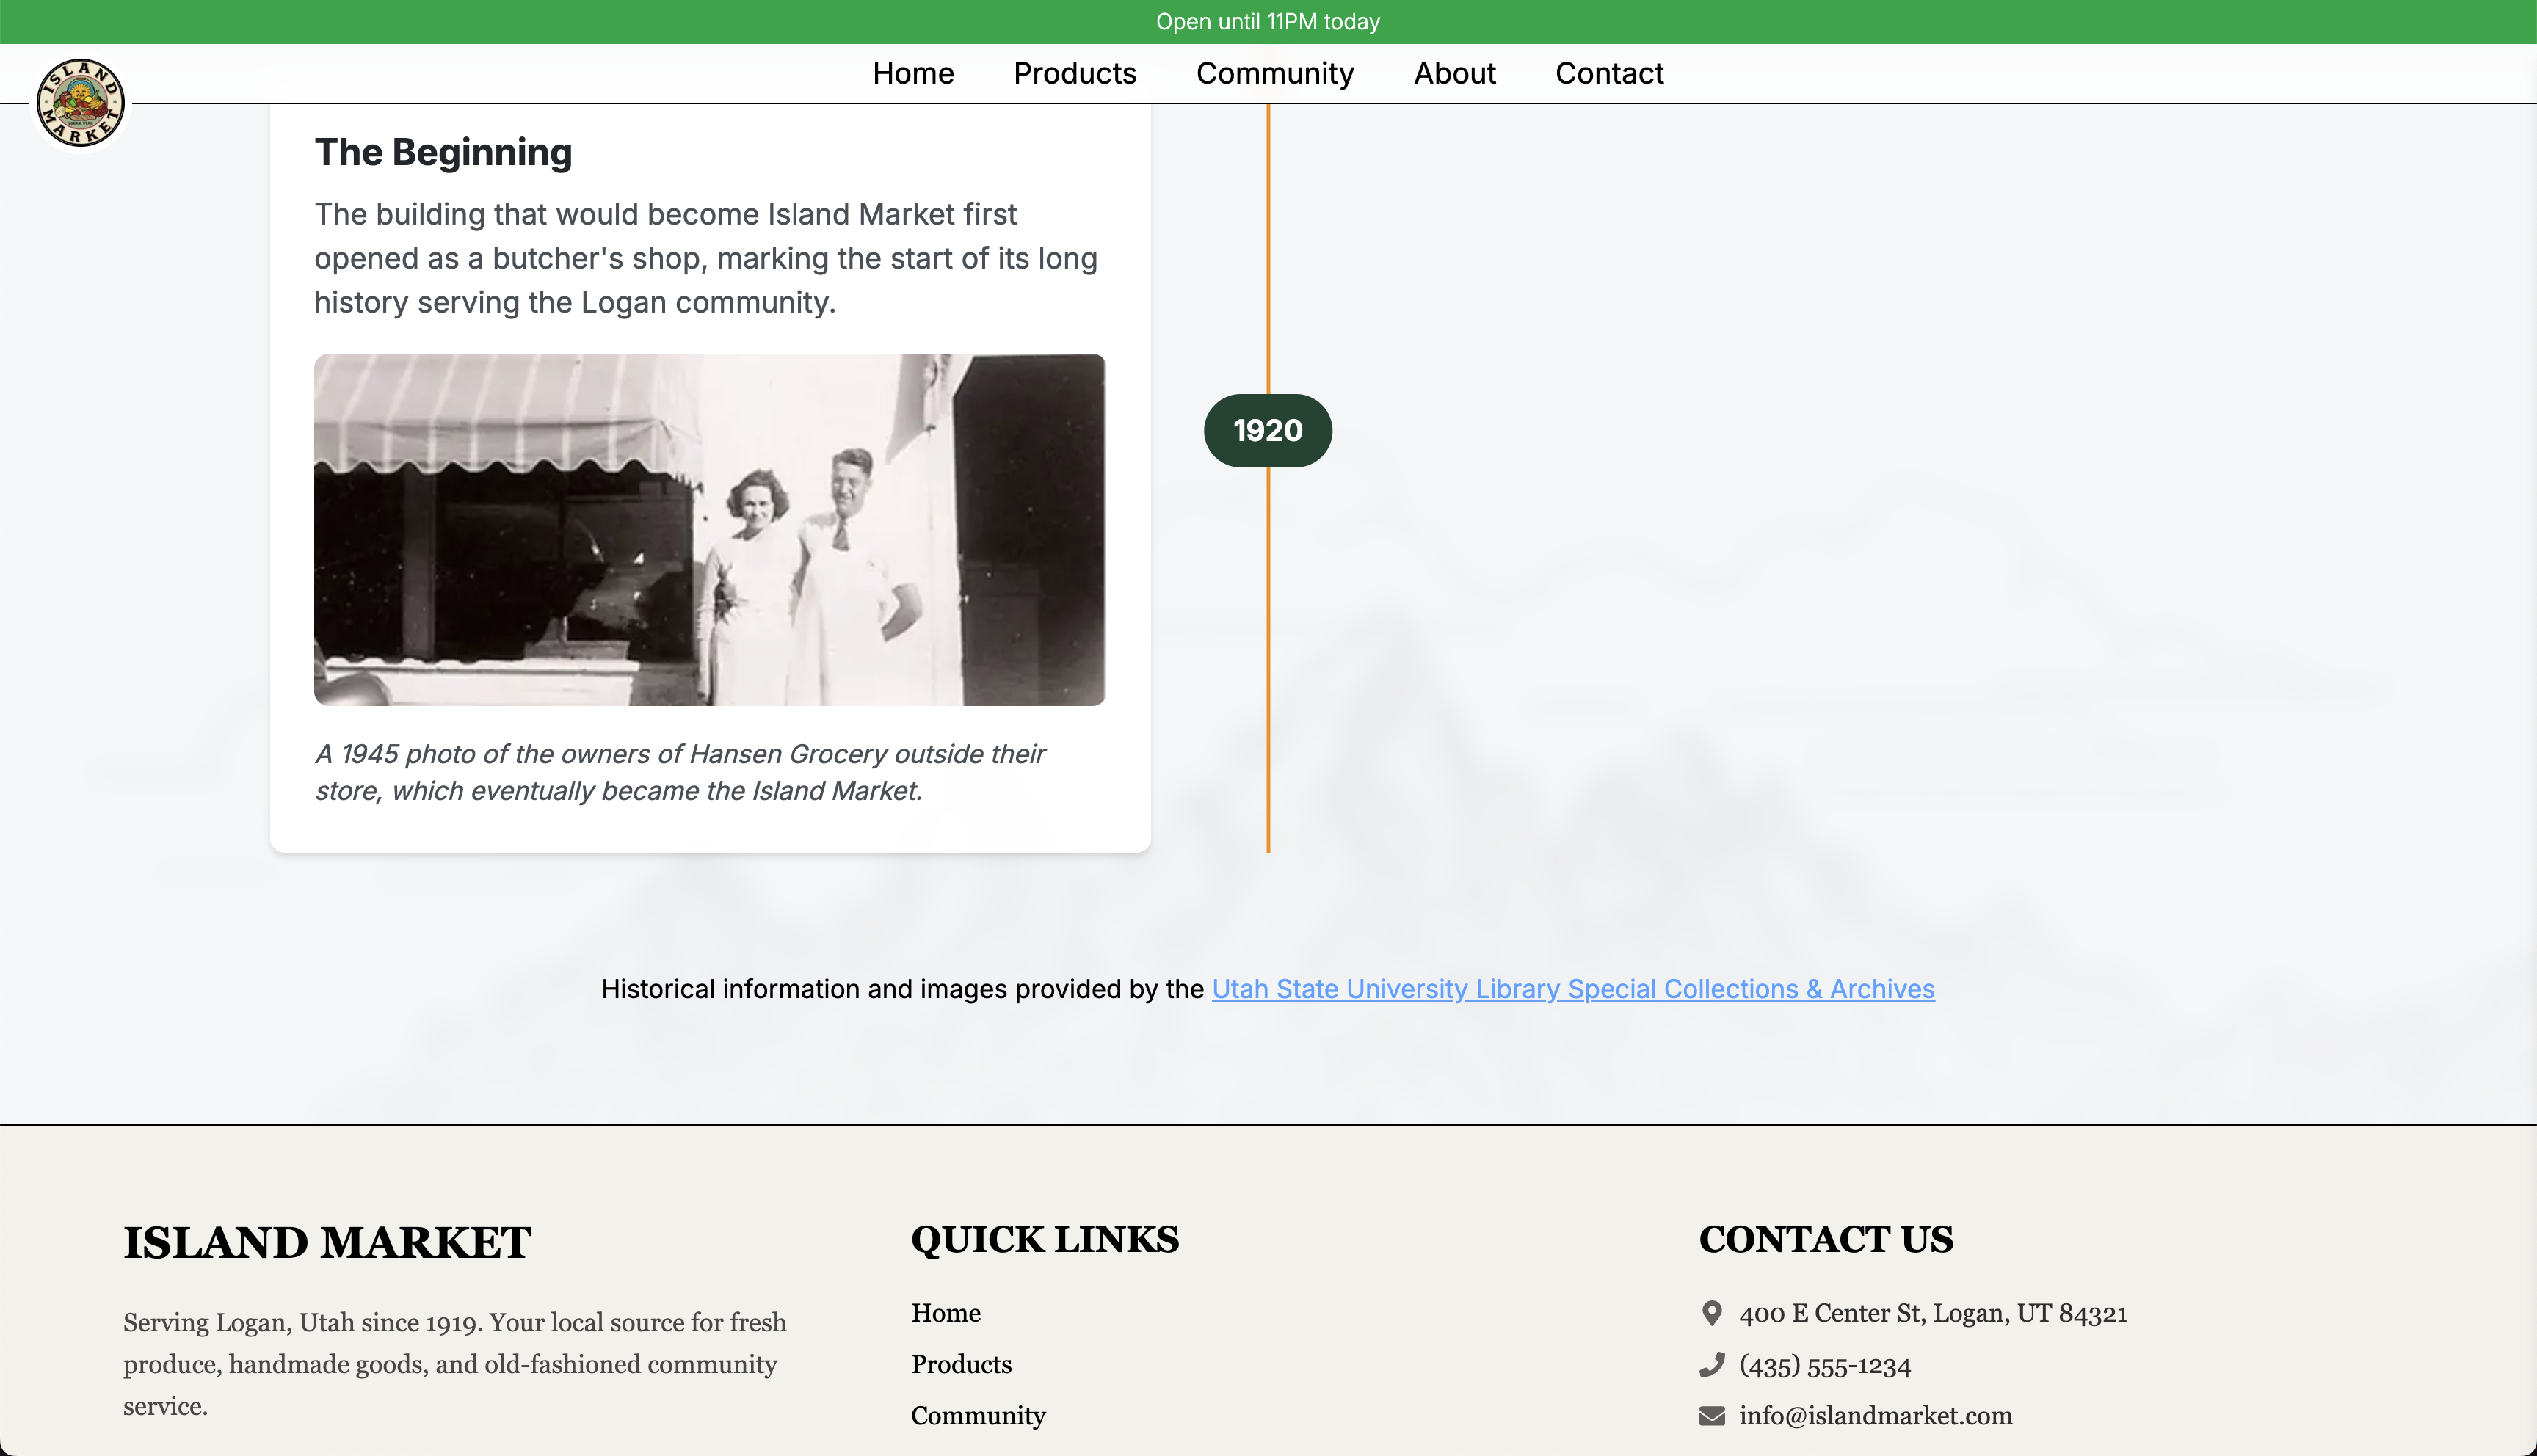 Open until 11PM today
ISLAND MARKET
Home Products Community About Contact
The Beginning
The building that would become Island Market first
opened as a butcher's shop, marking the start of its long
history serving the Logan community.
1920
A 1945 photo of the owners of Hansen Grocery outside their
store, which eventually became the Island Market.
Historical information and images provided by the Utah State University Library Special Collections & Archives
ISLAND MARKET
Serving Logan, Utah since 1919. Your local source for fresh
produce, handmade goods, and old-fashioned community
service.
QUICK LINKS
Home
Products
Community
CONTACT US
400 E Center St, Logan, UT 84321
(435) 555-1234
info@islandmarket.com